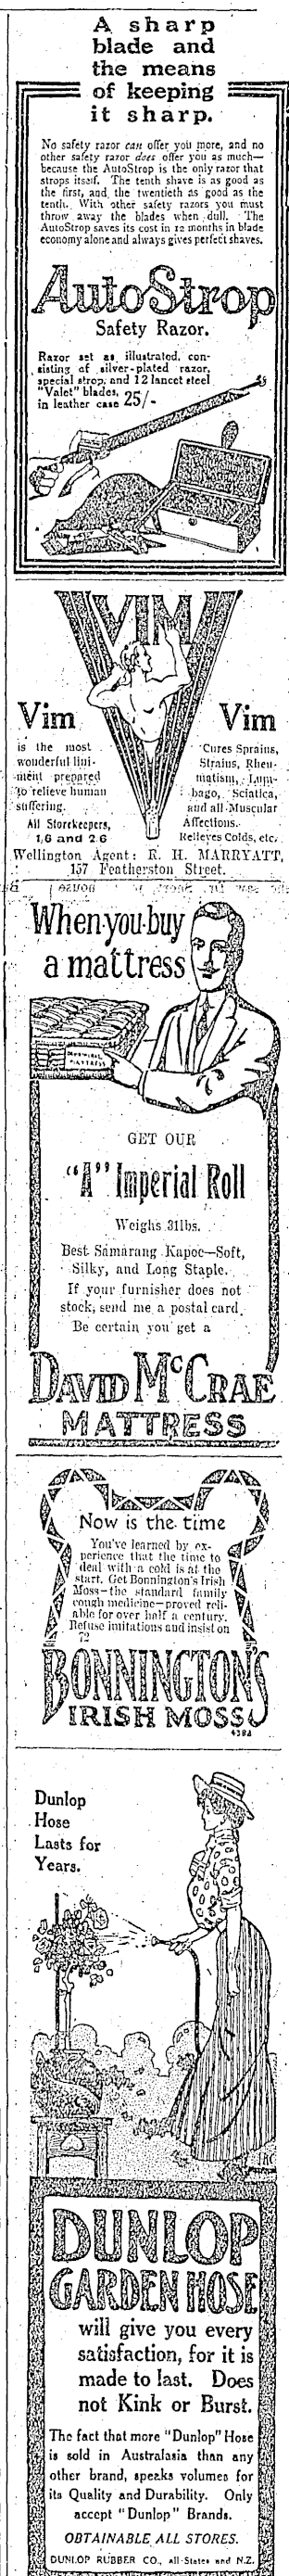 A sharp
blade and
the means
of keeping
it sharp.
No safety razor can offer you more, and no
other safety razor does offer you as much—
because the AutoStrop is the only razor that
strops itself. The tenth shave is as good as
the first, and the twentieth as good as the
tenth. With other safety razors you must
throw away the blades when dull. The
AutoStrop saves its cost in 12 months in blade
economy alone and always gives perfect shaves.
AutoStrop
Safety Razor.
Razor set as illustrated, con-
sisting of silver-plated razor,
special strop, and 12 lancet steel
"Valet" blades,
in leather case 25/-
VIM
Vim
is the most
wonderful lini-
ment prepared
to relieve human
suffering.
All Storekeepers,
1/6 and 2/6
Vim
Cures Sprains,
Strains, Rheu-
matism, Lum-
bago, Sciatica,
and all Muscular
Affections.
Relieves Colds, etc.
Wellington Agent: R. H. MARRYATT,
157 Featherston Street.
When you buy
a mattress
GET OUR
"A" Imperial Roll
Weighs 31lbs.
Best Samarang Kapoc—Soft,
Silky, and Long Staple.
If your furnisher does not
stock, send me a postal card.
Be certain you get a
DAVID McCRAE
MATTRESS
Now is the time
You've learned by ex-
perience that the time to
deal with a cold is at the
start. Get Bonnington's Irish
Moss—the standard family
cough medicine—proved reli-
able for over half a century.
Refuse imitations and insist on
72
BONNINGTON'S
IRISH MOSS
Dunlop
Hose
Lasts for
Years.
DUNLOP
GARDEN HOSE
will give you every
satisfaction, for it is
made to last. Does
not Kink or Burst.
The fact that more "Dunlop" Hose
is sold in Australasia than any
other brand, speaks volumes for
its Quality and Durability. Only
accept "Dunlop" Brands.
OBTAINABLE ALL STORES.
DUNLOP RUBBER CO., all States and N.Z.